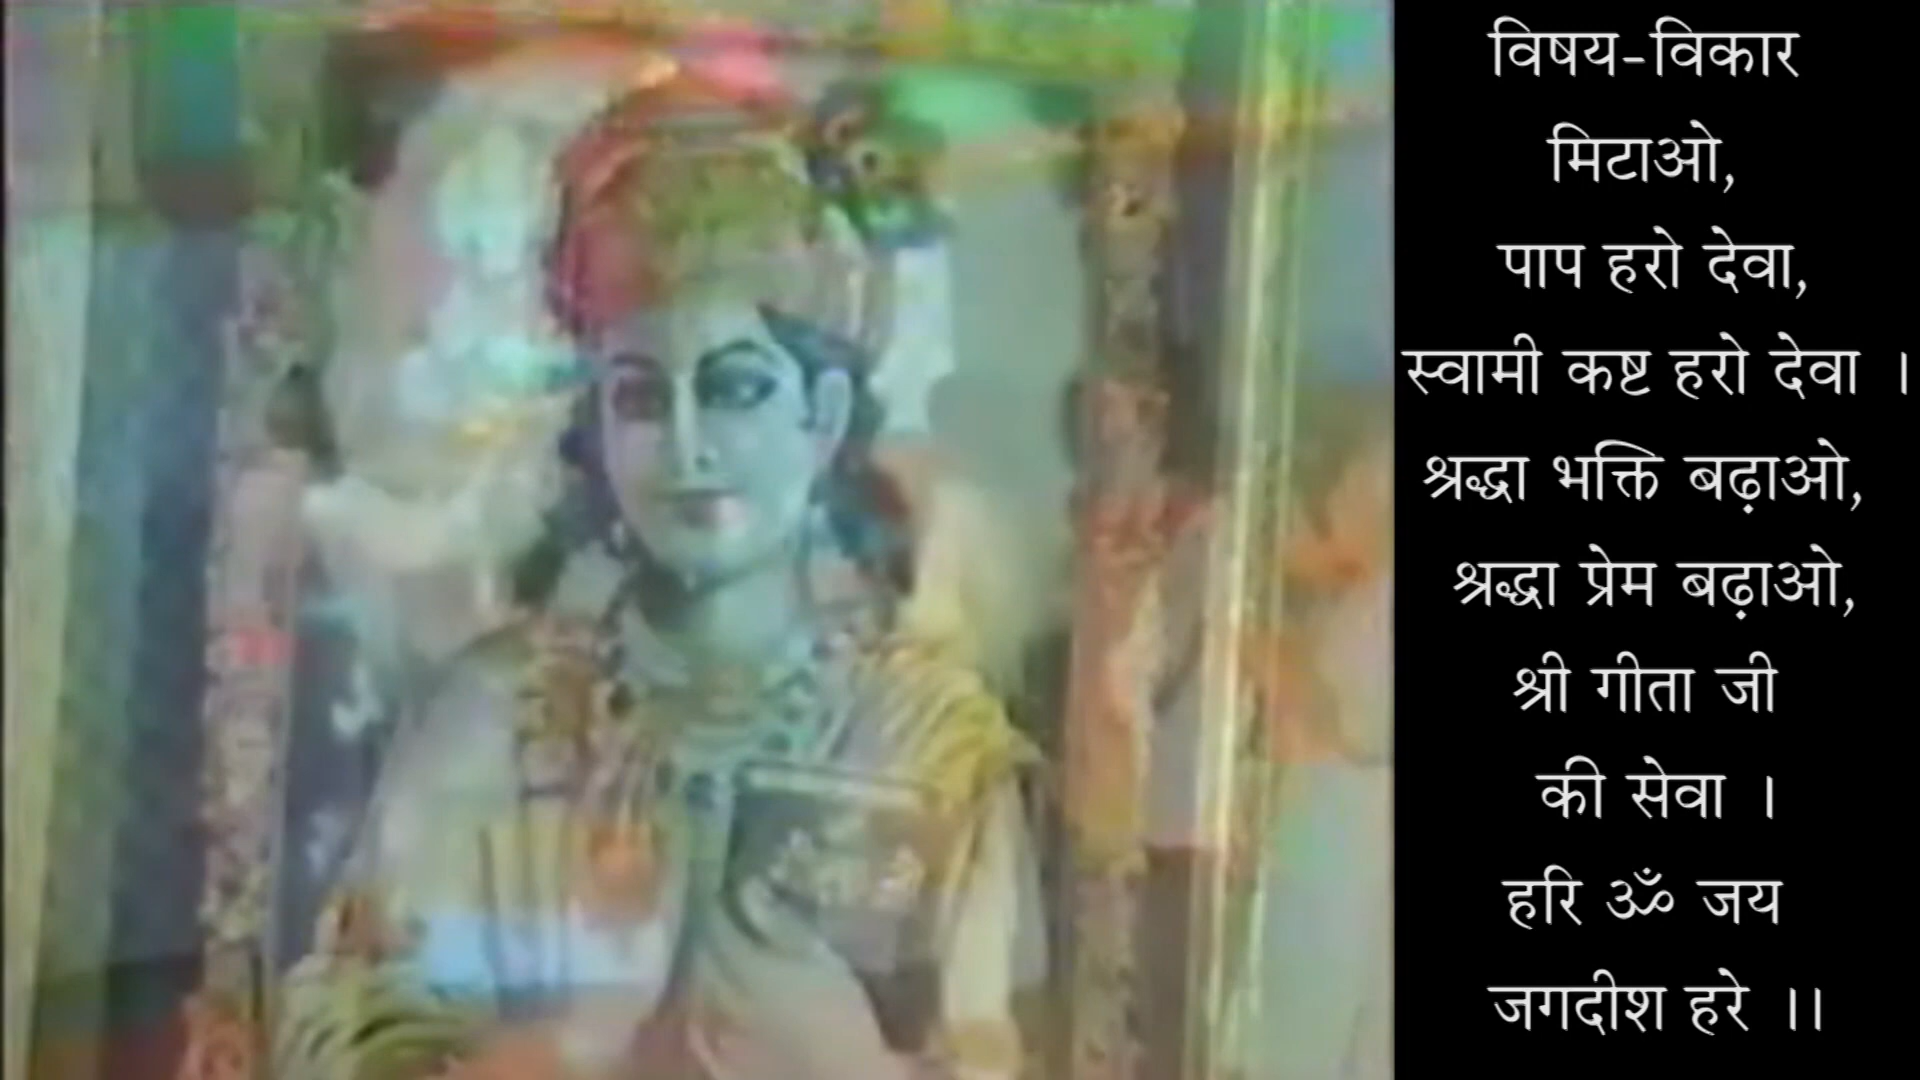 विषय-विकार
मिटाओ,
पाप हरो देवा,
स्वामी कष्ट हरो देवा ।
श्रद्धा भक्ति बढ़ाओ,
श्रद्धा प्रेम बढ़ाओ,
श्री गीता जी
की सेवा ।
हरि ॐ जय
जगदीश हरे ।।